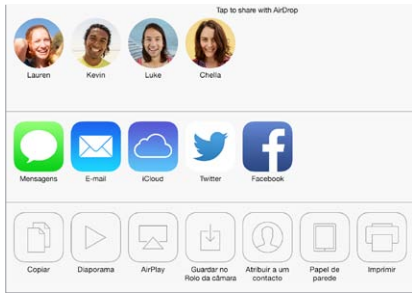 Tap to share with AirDrop
Lauren Kevin Luke Chella
Mensagens E-mail iCloud Twitter Facebook
Copiar Diaporama AirPlay Guardar no Atribuir a um Papel de Imprimir
Rolo da câmara contacto parede